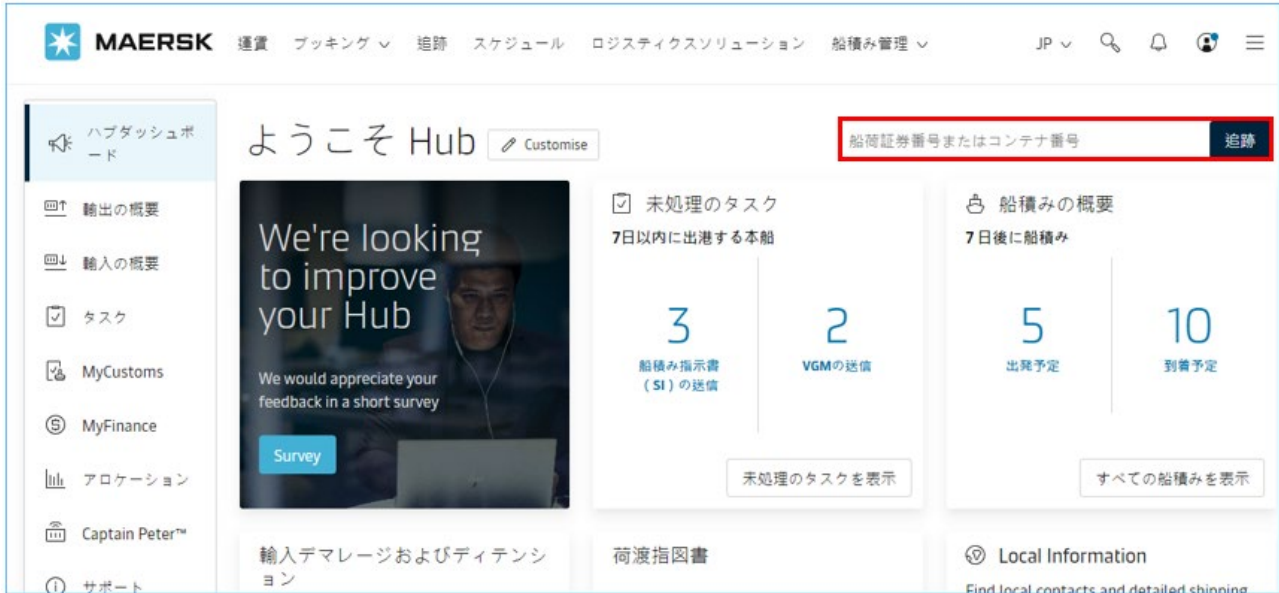 MAERSK 運賃 ブッキング 追跡 スケジュール ロジスティクスソリューション 船積み管理 JP
ハブダッシュボ
ード
輸出の概要
輸入の概要
タスク
MyCustoms
MyFinance
アロケーション
Captain Peter™
サポート
ようこそ Hub Customise
船荷証券番号またはコンテナ番号 追跡
We're looking
to improve
your Hub
We would appreciate your
feedback in a short survey
Survey
未処理のタスク
7日以内に出港する本船
3
船積み指示書
(SI)の送信
2
VGMの送信
未処理のタスクを表示
船積みの概要
7日後に船積み
5
出発予定
10
到着予定
すべての船積みを表示
輸入デマレージおよびディテンシ
ョン
荷渡指図書
Local Information
Find local contacts and detailed shipping